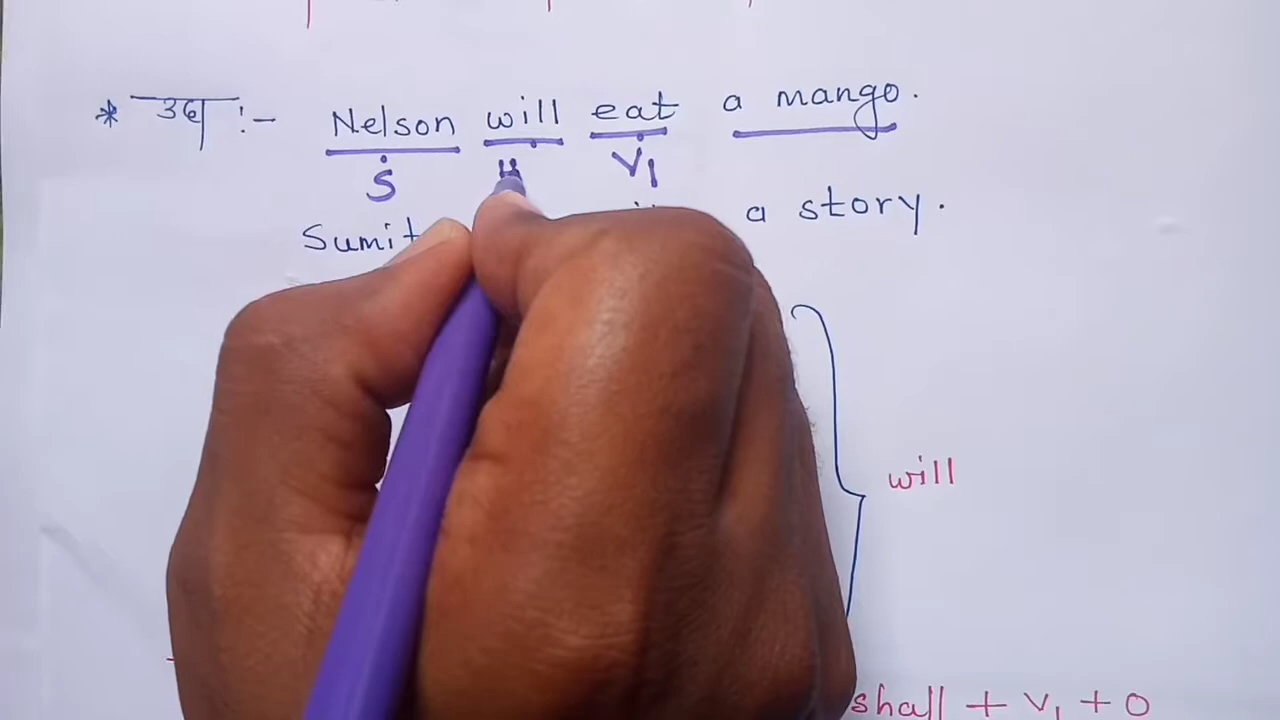 * उदा :- Nelson will eat a mango.
S H V1
Sumit a story.
will
shall + V1 + O